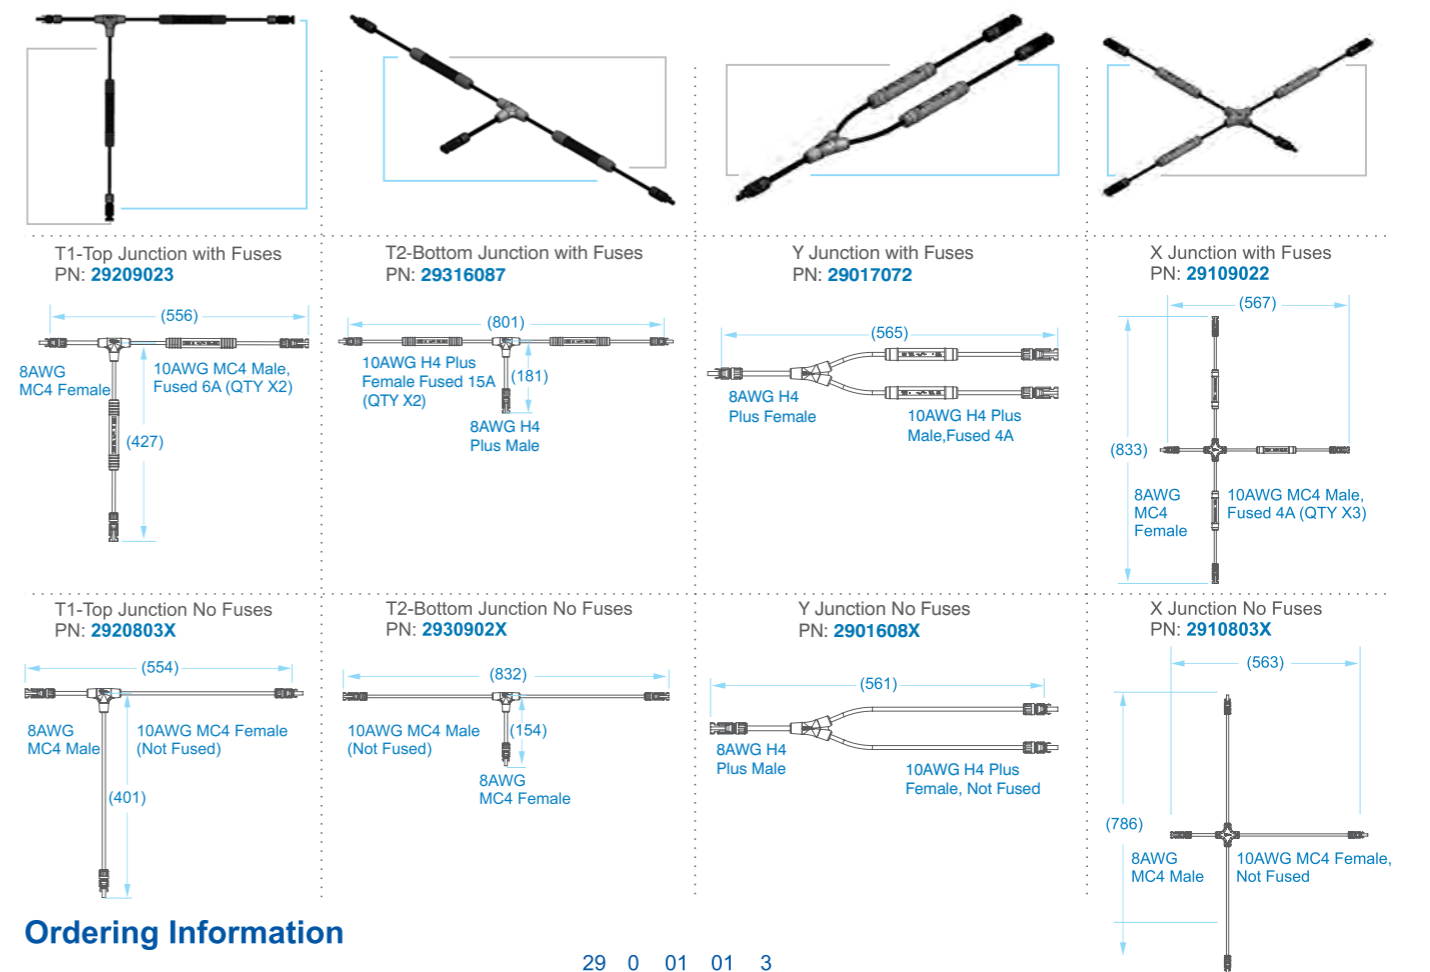 T1-Top Junction with Fuses
PN: 29209023
(556)
8AWG
MC4 Female
10AWG MC4 Male,
Fused 6A (QTY X2)
(427)
T2-Bottom Junction with Fuses
PN: 29316087
(801)
10AWG H4 Plus
Female Fused 15A
(QTY X2)
(181)
8AWG H4
Plus Male
Y Junction with Fuses
PN: 29017072
(565)
8AWG H4
Plus Female
10AWG H4 Plus
Male,Fused 4A
X Junction with Fuses
PN: 29109022
(567)
(833)
8AWG
MC4
Female
10AWG MC4 Male,
Fused 4A (QTY X3)
T1-Top Junction No Fuses
PN: 2920803X
(554)
8AWG
MC4 Male
10AWG MC4 Female
(Not Fused)
(401)
T2-Bottom Junction No Fuses
PN: 2930902X
(832)
10AWG MC4 Male
(Not Fused)
(154)
8AWG
MC4 Female
Y Junction No Fuses
PN: 2901608X
(561)
8AWG H4
Plus Male
10AWG H4 Plus
Female, Not Fused
X Junction No Fuses
PN: 2910803X
(563)
(786)
8AWG
MC4 Male
10AWG MC4 Female,
Not Fused
Ordering Information
29 0 01 01 3